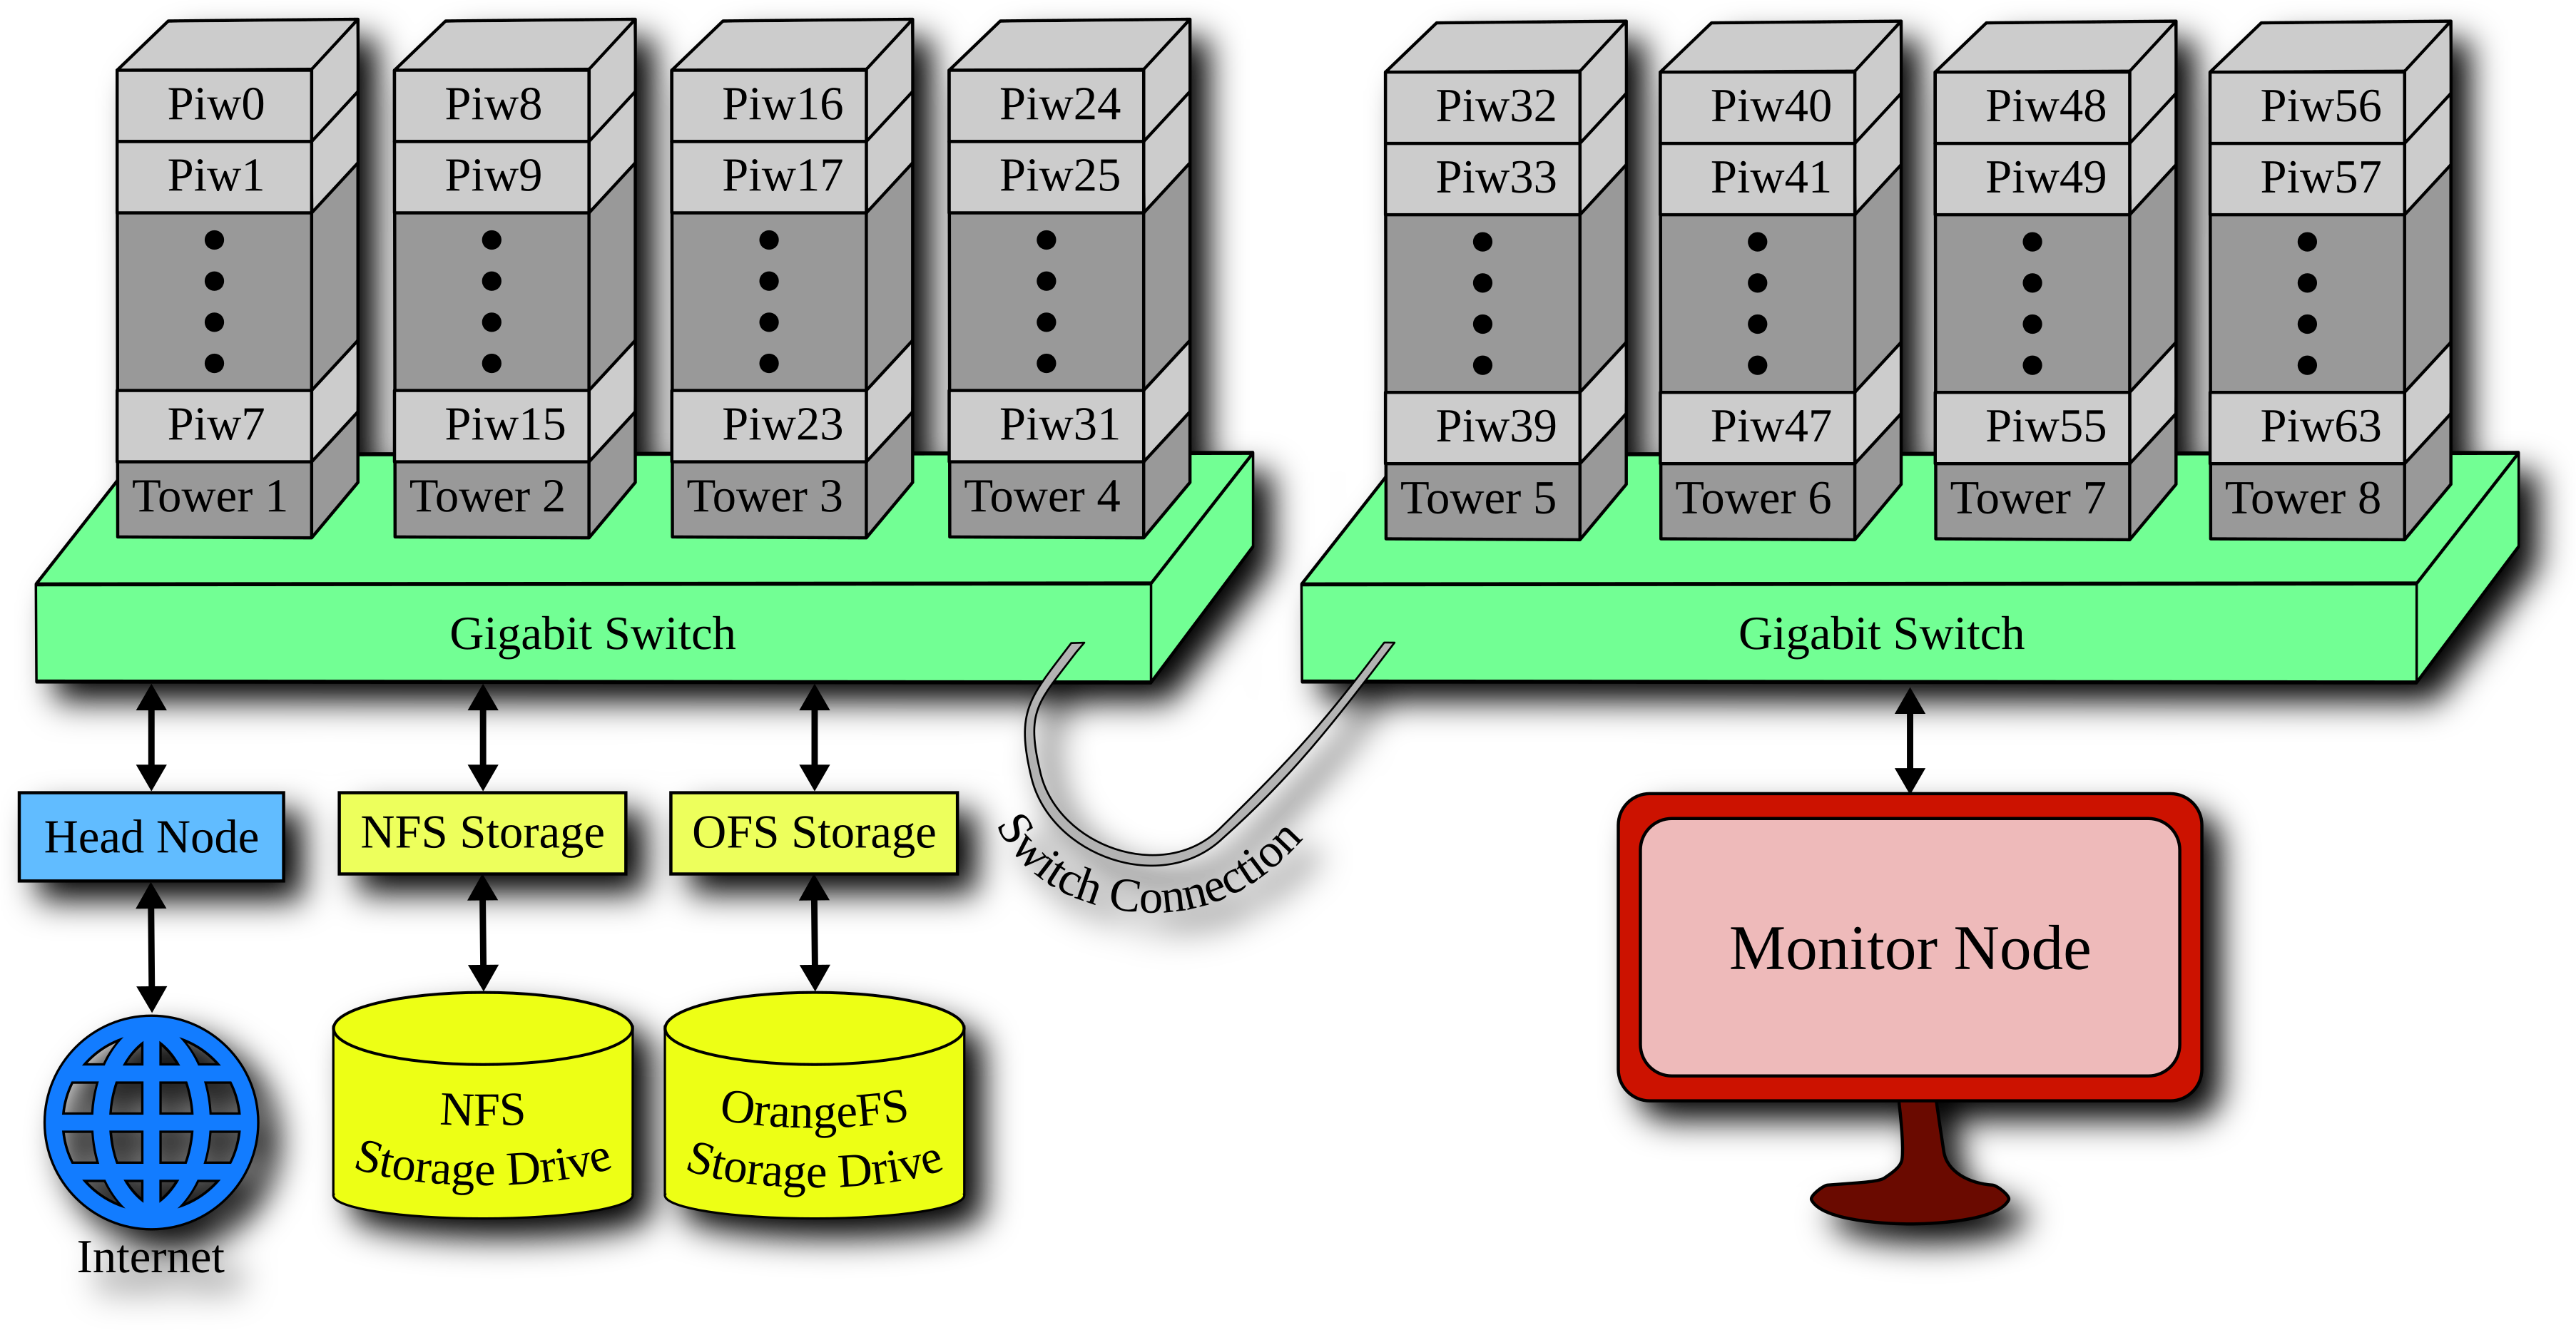 Piw0
Piw1
Piw7
Tower 1
Piw8
Piw9
Piw15
Tower 2
Piw16
Piw17
Piw23
Tower 3
Piw24
Piw25
Piw31
Tower 4
Piw32
Piw33
Piw39
Tower 5
Piw40
Piw41
Piw47
Tower 6
Piw48
Piw49
Piw55
Tower 7
Piw56
Piw57
Piw63
Tower 8
Gigabit Switch
Gigabit Switch
Head Node
NFS Storage
OFS Storage
Switch Connection
Monitor Node
NFS
Storage Drive
OrangeFS
Storage Drive
Internet